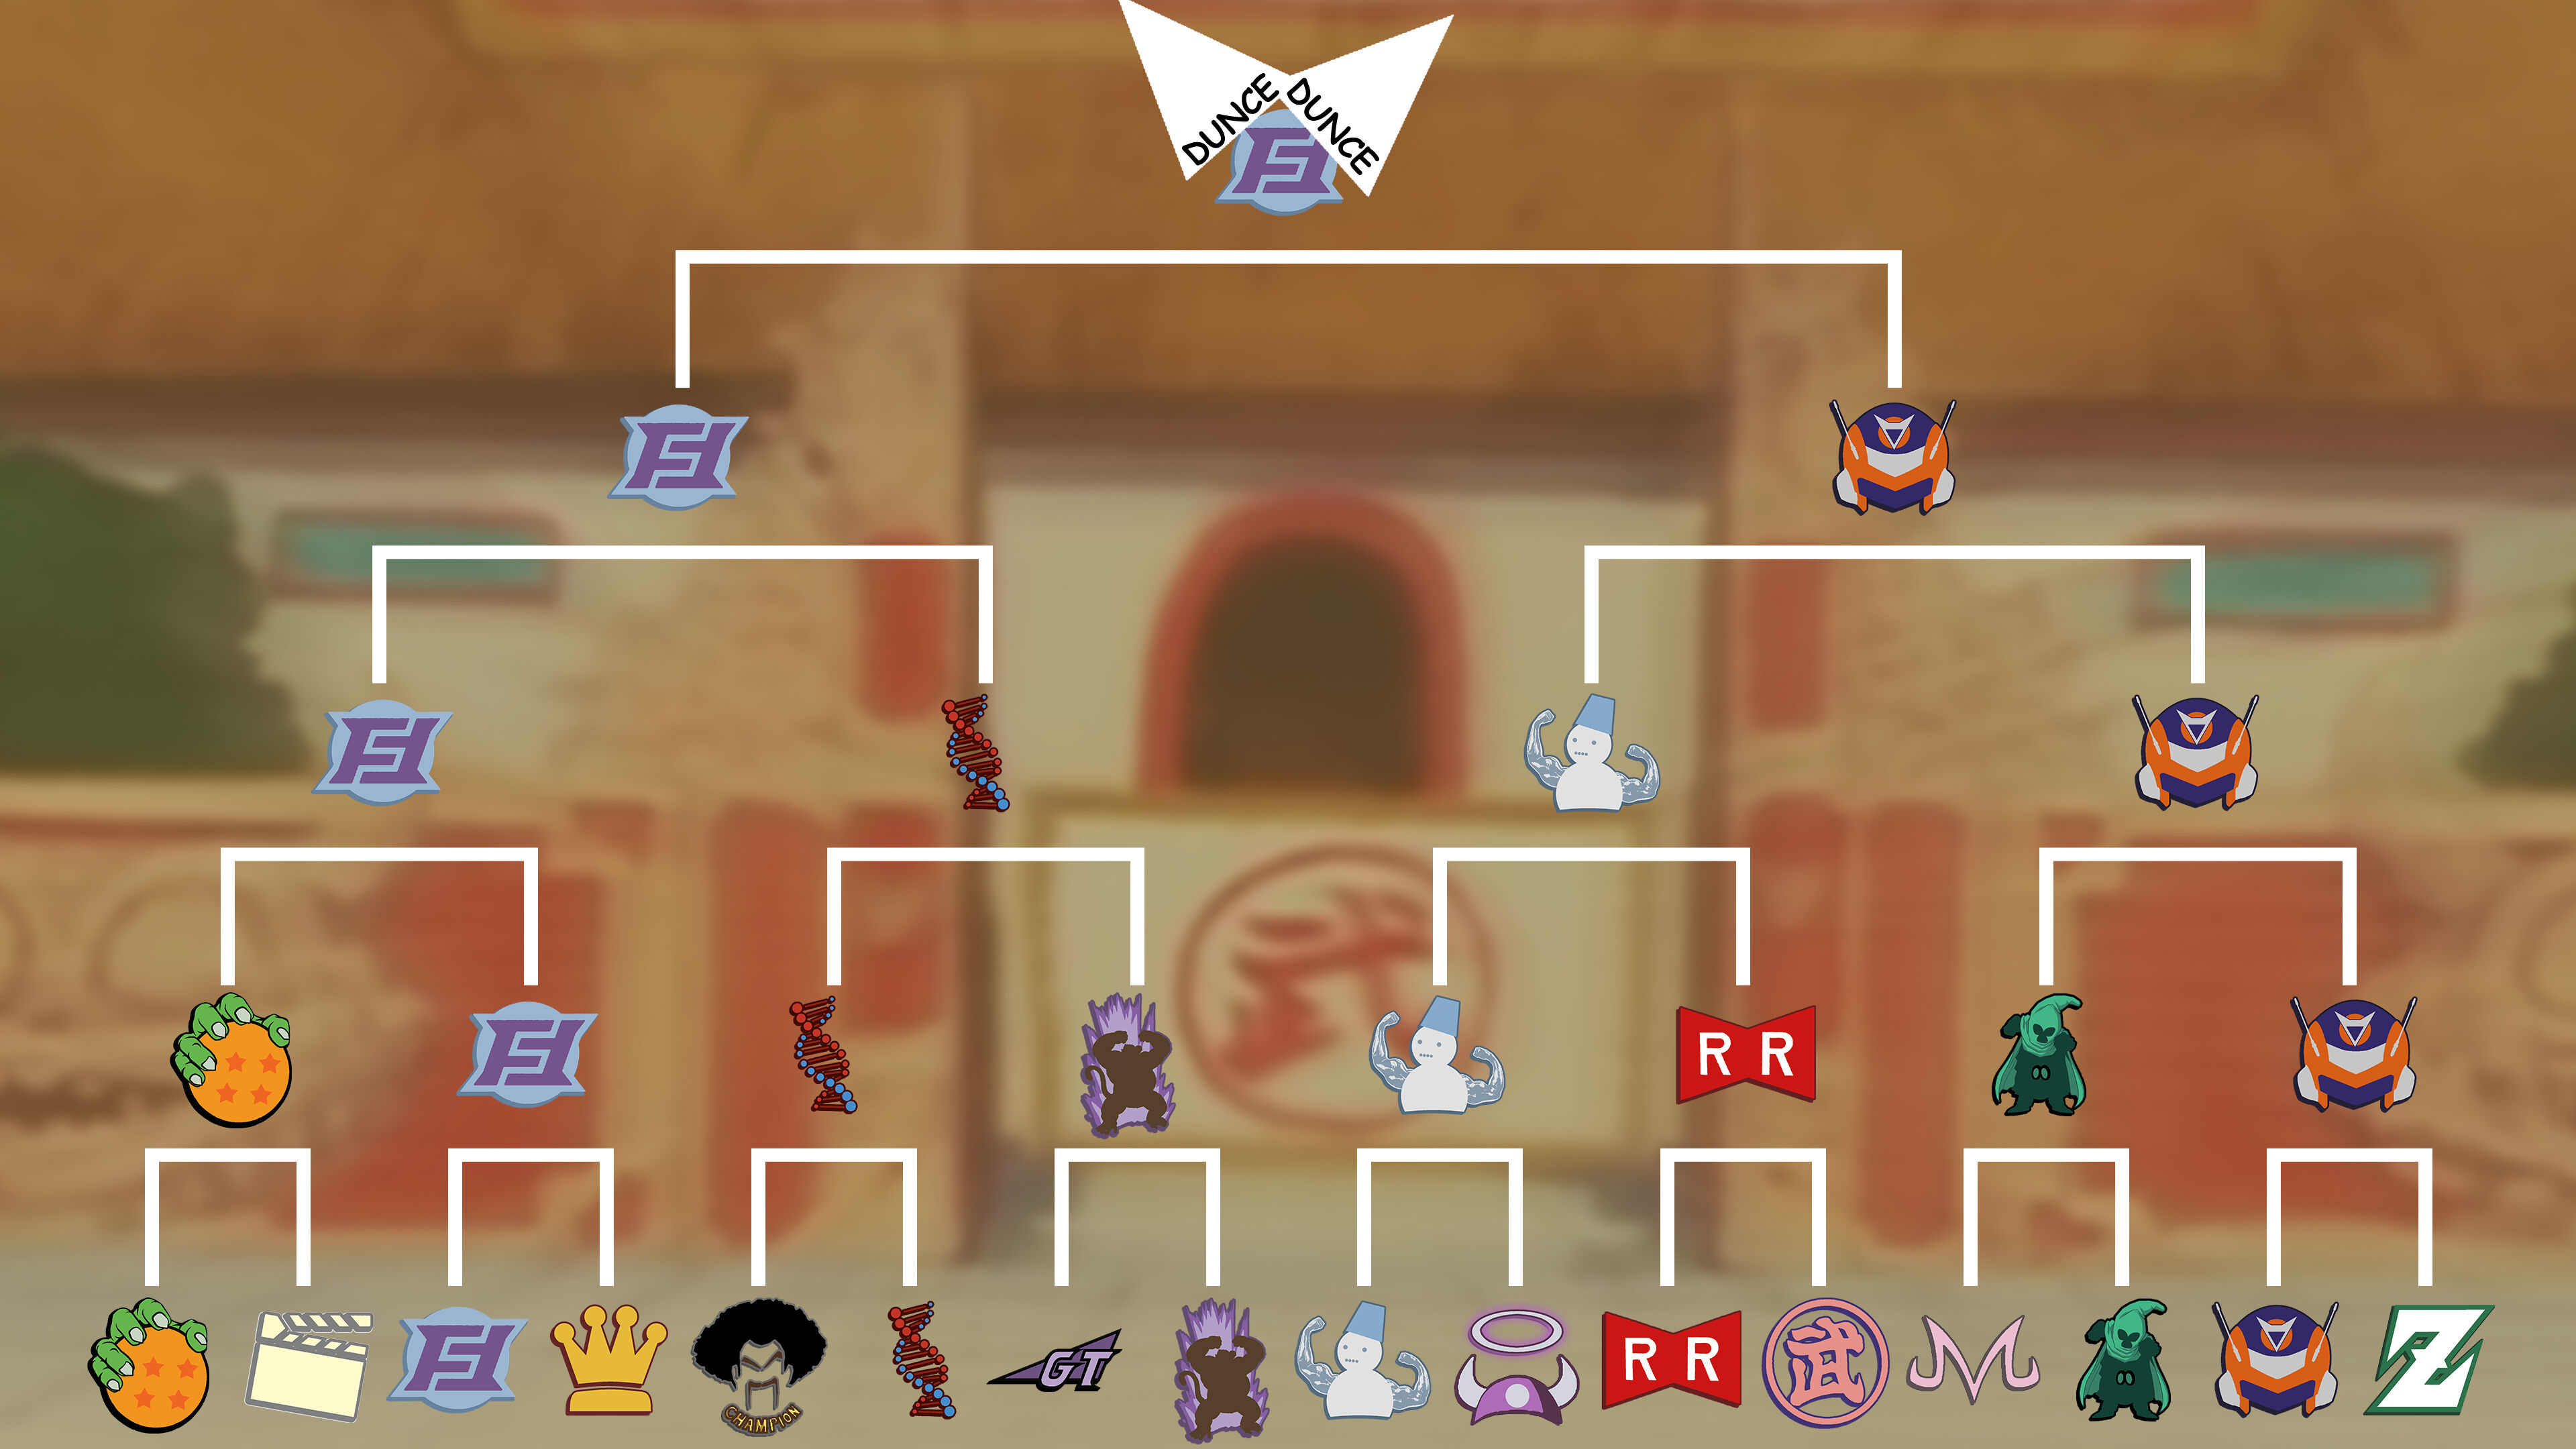 DUNCE DUNCE
R R
CHAMPION
GT
R R
武
M
Z